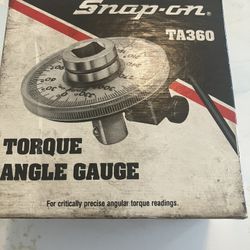 Snap-on®
TA360
TORQUE
ANGLE GAUGE
For critically precise angular torque readings.